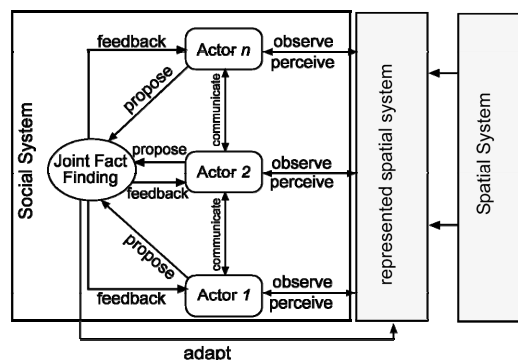 feedback
Actor n
observe
perceive
propose
communicate
Social System
Joint Fact
Finding
propose
feedback
Actor 2
observe
perceive
communicate
propose
feedback
Actor 1
observe
perceive
adapt
represented spatial system
Spatial System